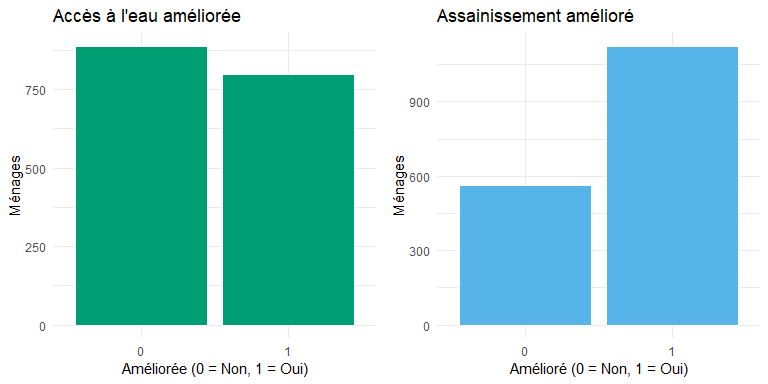 Accès à l'eau améliorée
Ménages
750
500
250
0
0
1
Améliorée (0 = Non, 1 = Oui)
Assainissement amélioré
Ménages
900
600
300
0
0
1
Amélioré (0 = Non, 1 = Oui)